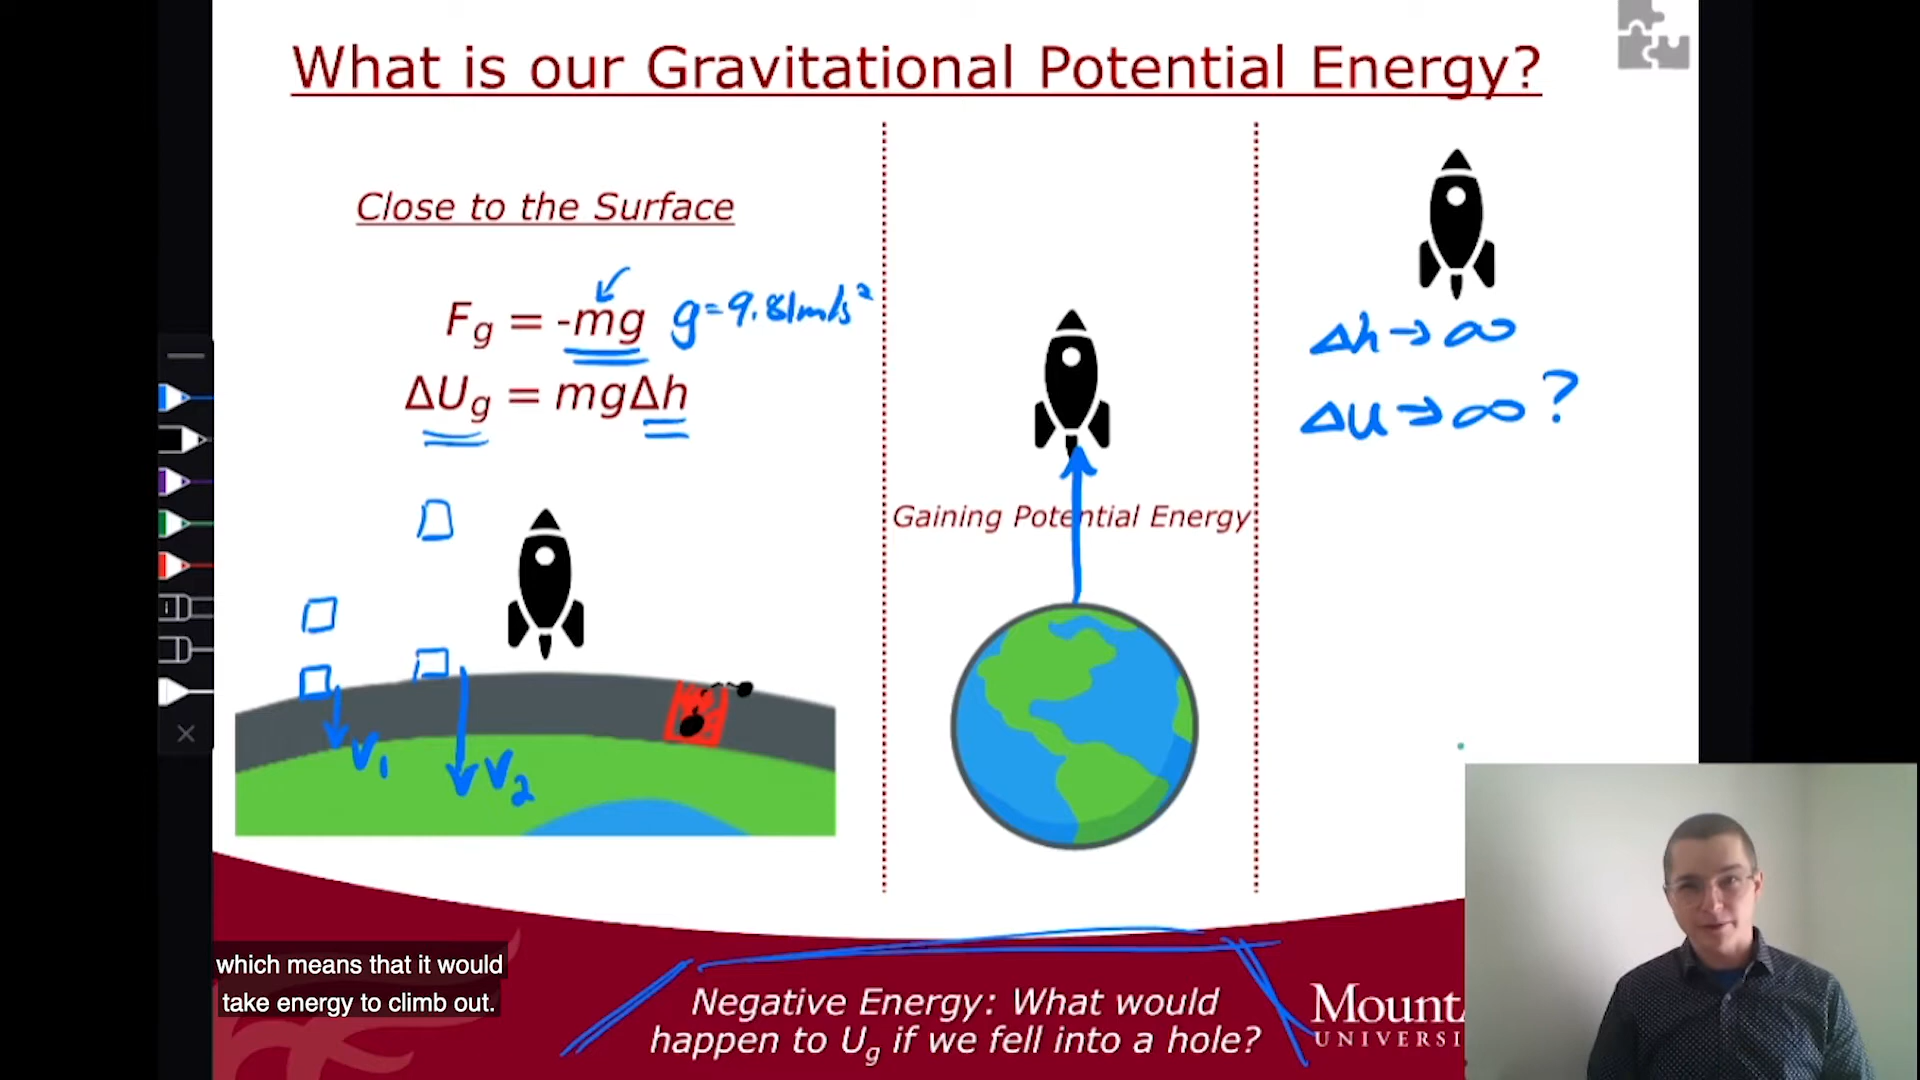 What is our Gravitational Potential Energy?
Close to the Surface
Fg = -mg g=9.81m/s²
ΔUg = mgΔh
V₁
V₂
Gaining Potential Energy
Δh→∞
Δu→∞?
which means that it would
take energy to climb out.
Negative Energy: What would
happen to Ug if we fell into a hole?
Mount
UNIVERSI